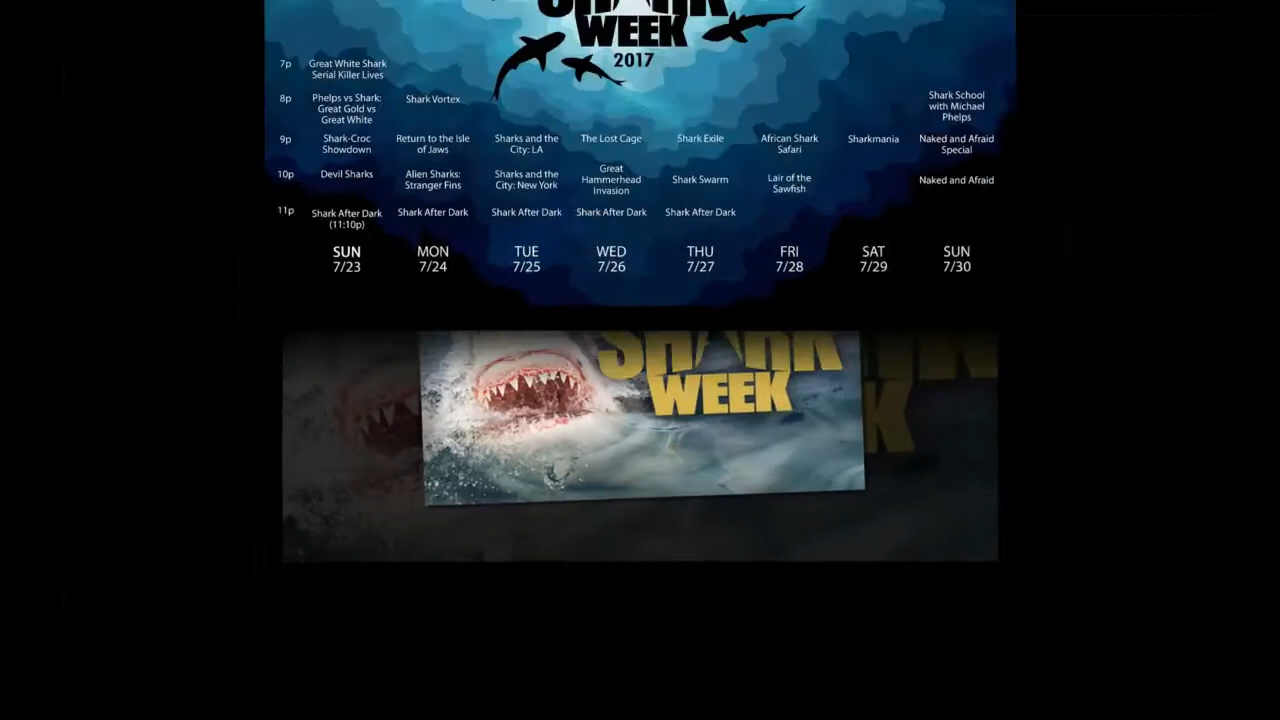 SHARK
WEEK
2017
7p
Great White Shark
Serial Killer Lives
8p
Phelps vs Shark:
Great Gold vs
Great White
Shark Vortex
Shark School
with Michael
Phelps
9p
Shark-Croc
Showdown
Return to the Isle
of Jaws
Sharks and the
City: LA
The Lost Cage
Shark Exile
African Shark
Safari
Sharkmania
Naked and Afraid
Special
10p
Devil Sharks
Alien Sharks:
Stranger Fins
Sharks and the
City: New York
Great
Hammerhead
Invasion
Shark Swarm
Lair of the
Sawfish
Naked and Afraid
11p
Shark After Dark
(11:10p)
Shark After Dark
Shark After Dark
Shark After Dark
Shark After Dark
SUN
7/23
MON
7/24
TUE
7/25
WED
7/26
THU
7/27
FRI
7/28
SAT
7/29
SUN
7/30
SHARK
WEEK